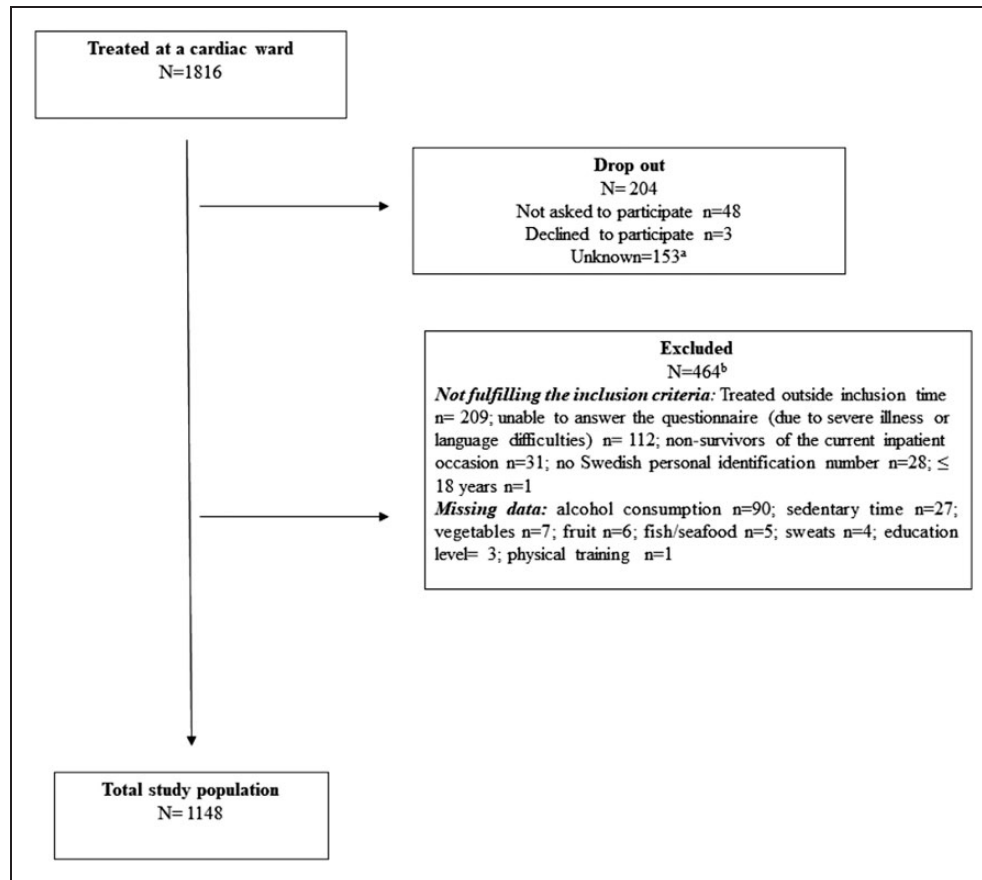 Treated at a cardiac ward
N=1816
Drop out
N= 204
Not asked to participate n=48
Declined to participate n=3
Unknown=153ᵃ
Excluded
N=464ᵇ
Not fulfilling the inclusion criteria: Treated outside inclusion time
n= 209; unable to answer the questionnaire (due to severe illness or
language difficulties) n= 112; non-survivors of the current inpatient
occasion n=31; no Swedish personal identification number n=28; ≤
18 years n=1
Missing data: alcohol consumption n=90; sedentary time n=27;
vegetables n=7; fruit n=6; fish/seafood n=5; sweats n=4; education
level= 3; physical training n=1
Total study population
N= 1148